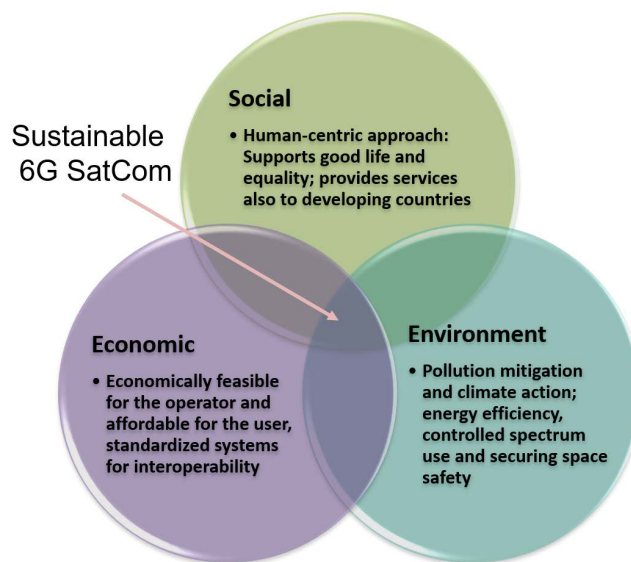 Social
• Human-centric approach:
Supports good life and
equality; provides services
also to developing countries
Sustainable
6G SatCom
Economic
• Economically feasible
for the operator and
affordable for the user,
standardized systems
for interoperability
Environment
• Pollution mitigation
and climate action;
energy efficiency,
controlled spectrum
use and securing space
safety